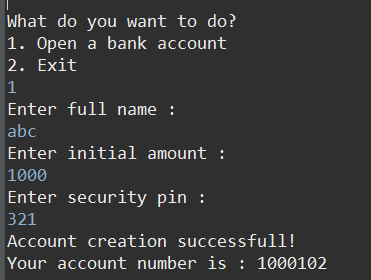 What do you want to do?
1. Open a bank account
2. Exit
1
Enter full name :
abc
Enter initial amount :
1000
Enter security pin :
321
Account creation successfull!
Your account number is : 1000102